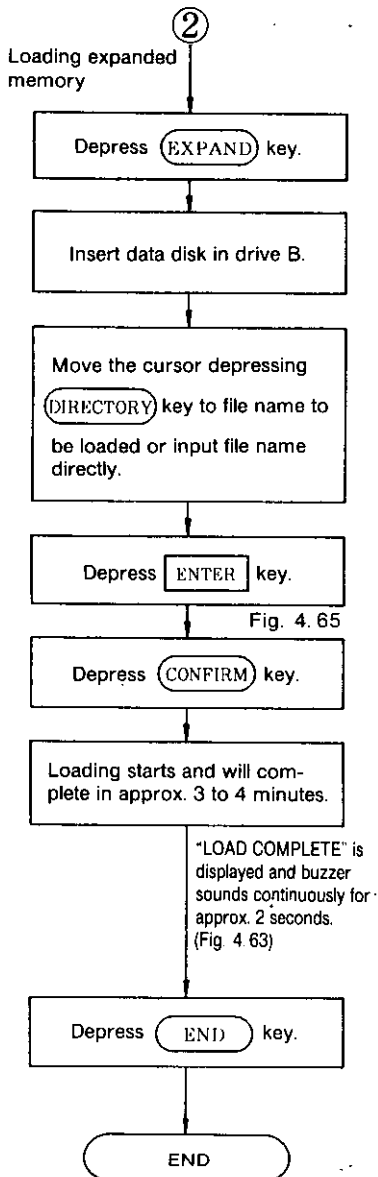 2
Loading expanded
memory
Depress EXPAND key.
Insert data disk in drive B.
Move the cursor depressing
DIRECTORY key to file name to
be loaded or input file name
directly.
Depress ENTER key.
Fig. 4. 65
Depress CONFIRM key.
Loading starts and will com-
plete in approx. 3 to 4 minutes.
"LOAD COMPLETE" is
displayed and buzzer
sounds continuously for
approx. 2 seconds.
(Fig. 4. 63)
Depress END key.
END